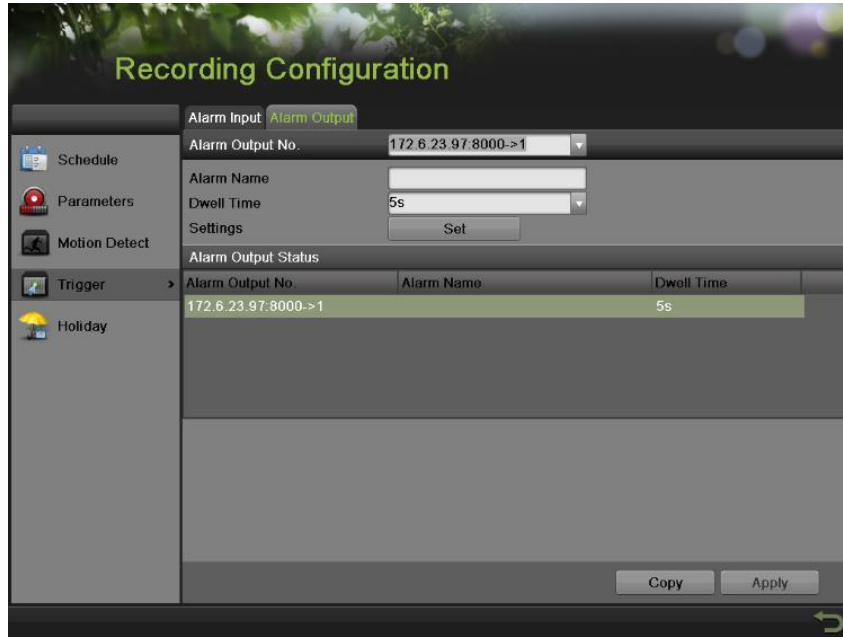 Recording Configuration
Alarm Input Alarm Output
Alarm Output No. 172.6.23.97:8000->1
Schedule
Alarm Name
Parameters
Dwell Time 5s
Settings Set
Motion Detect
Alarm Output Status
Trigger >
Alarm Output No. Alarm Name Dwell Time
172.6.23.97:8000->1 5s
Holiday
Copy Apply